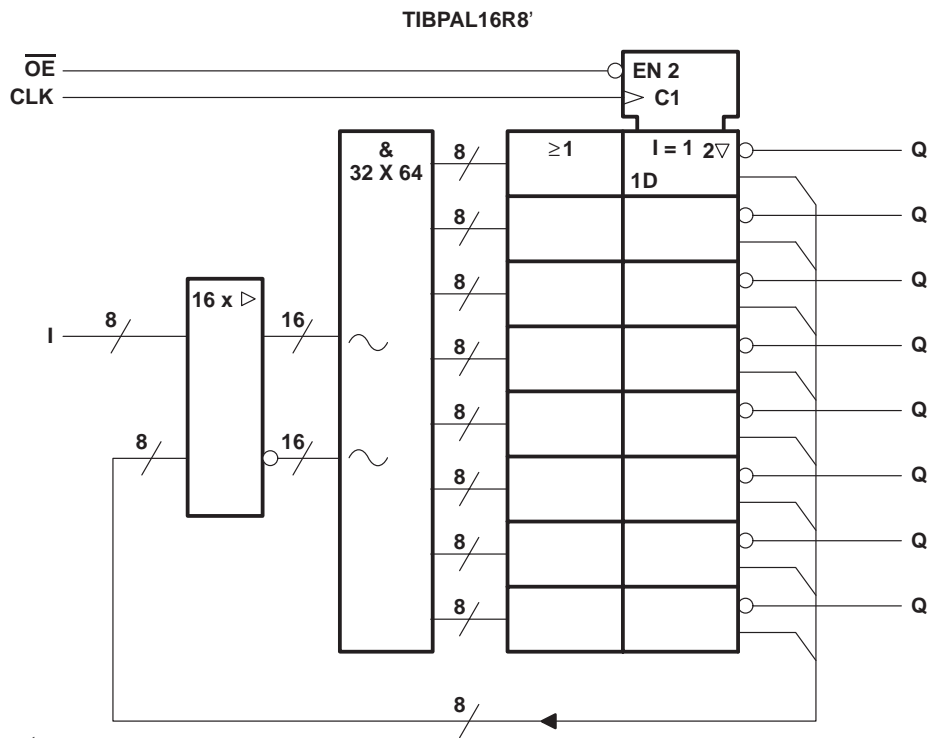 TIBPAL16R8’
OE
EN 2
CLK
C1
&
32 X 64
8
≥1
I = 1 2▽
Q
1D
8
Q
8
Q
16 x ▷
8
16
8
Q
I
8
Q
8
16
8
Q
8
Q
8
Q
8